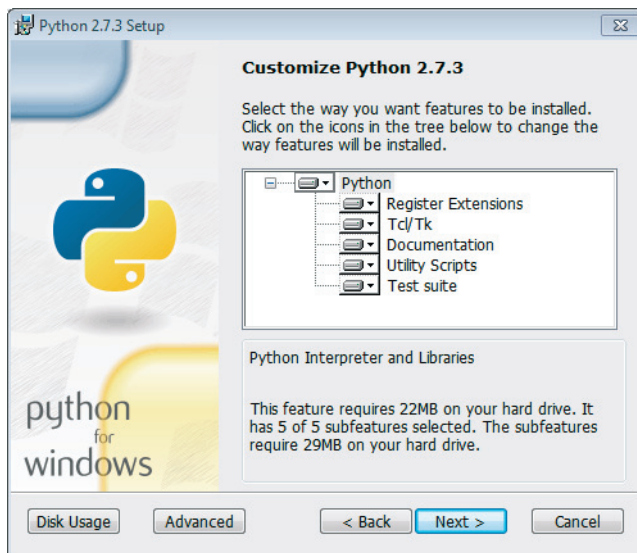 Python 2.7.3 Setup
Customize Python 2.7.3
Select the way you want features to be installed.
Click on the icons in the tree below to change the
way features will be installed.
Python
Register Extensions
Tcl/Tk
Documentation
Utility Scripts
Test suite
Python Interpreter and Libraries
This feature requires 22MB on your hard drive. It
has 5 of 5 subfeatures selected. The subfeatures
require 29MB on your hard drive.
python
for
windows
Disk Usage
Advanced
< Back
Next >
Cancel